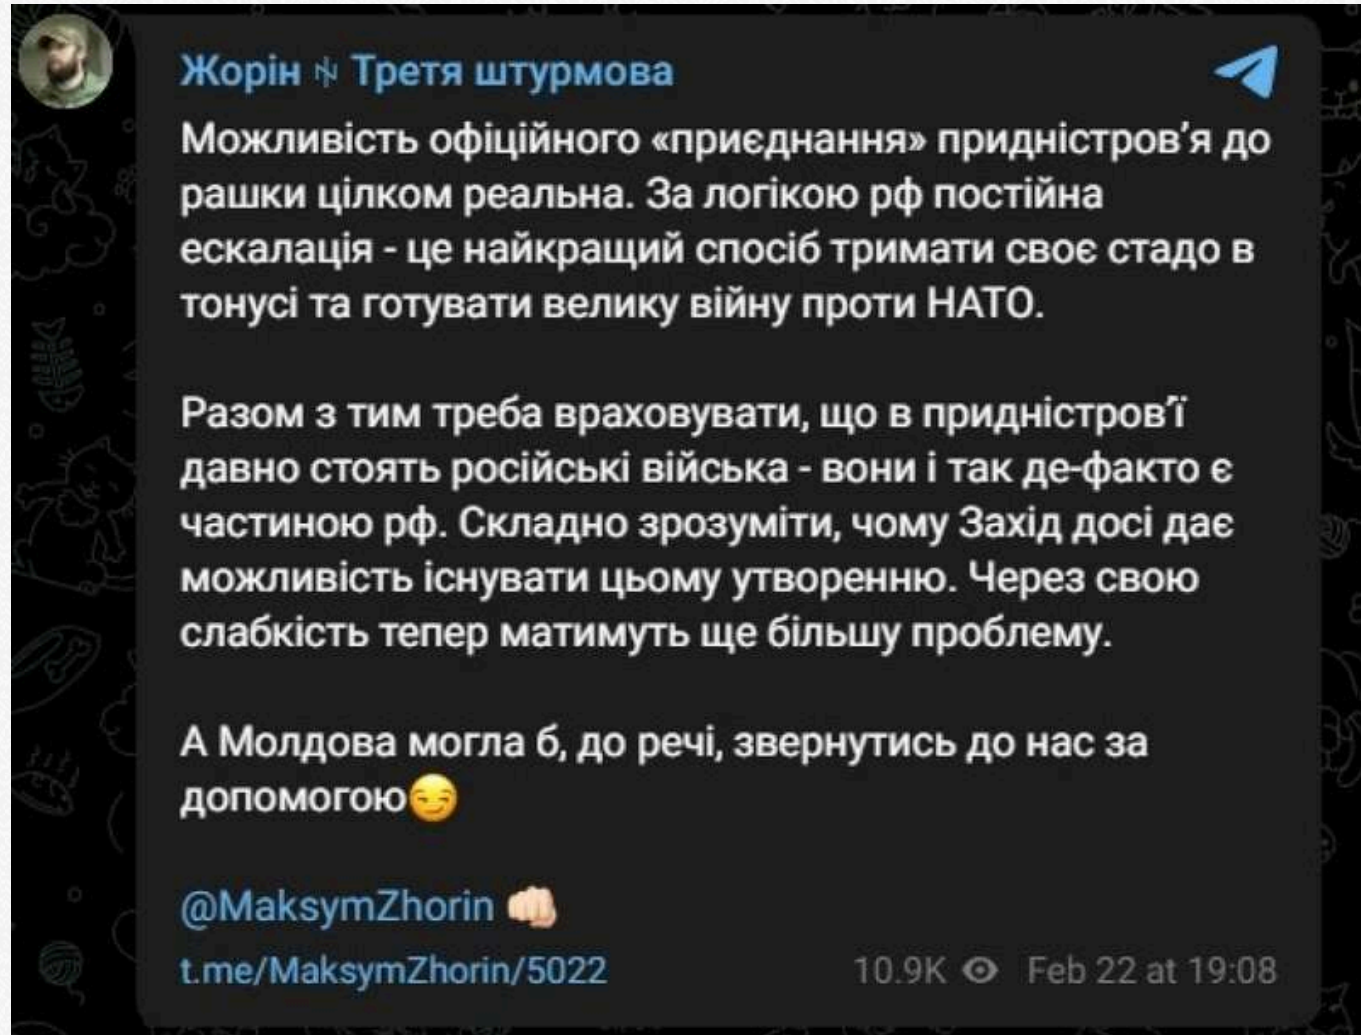 Жорін Третя штурмова
Можливість офіційного «приєднання» придністров’я до
рашки цілком реальна. За логікою рф постійна
ескалація - це найкращий спосіб тримати своє стадо в
тонусі та готувати велику війну проти НАТО.
Разом з тим треба враховувати, що в придністров’ї
давно стоять російські війська - вони і так де-факто є
частиною рф. Складно зрозуміти, чому Захід досі дає
можливість існувати цьому утворенню. Через свою
слабкість тепер матимуть ще більшу проблему.
А Молдова могла б, до речі, звернутись до нас за
допомогою😏
@MaksymZhorin 👊🏻
t.me/MaksymZhorin/5022 10.9K Feb 22 at 19:08